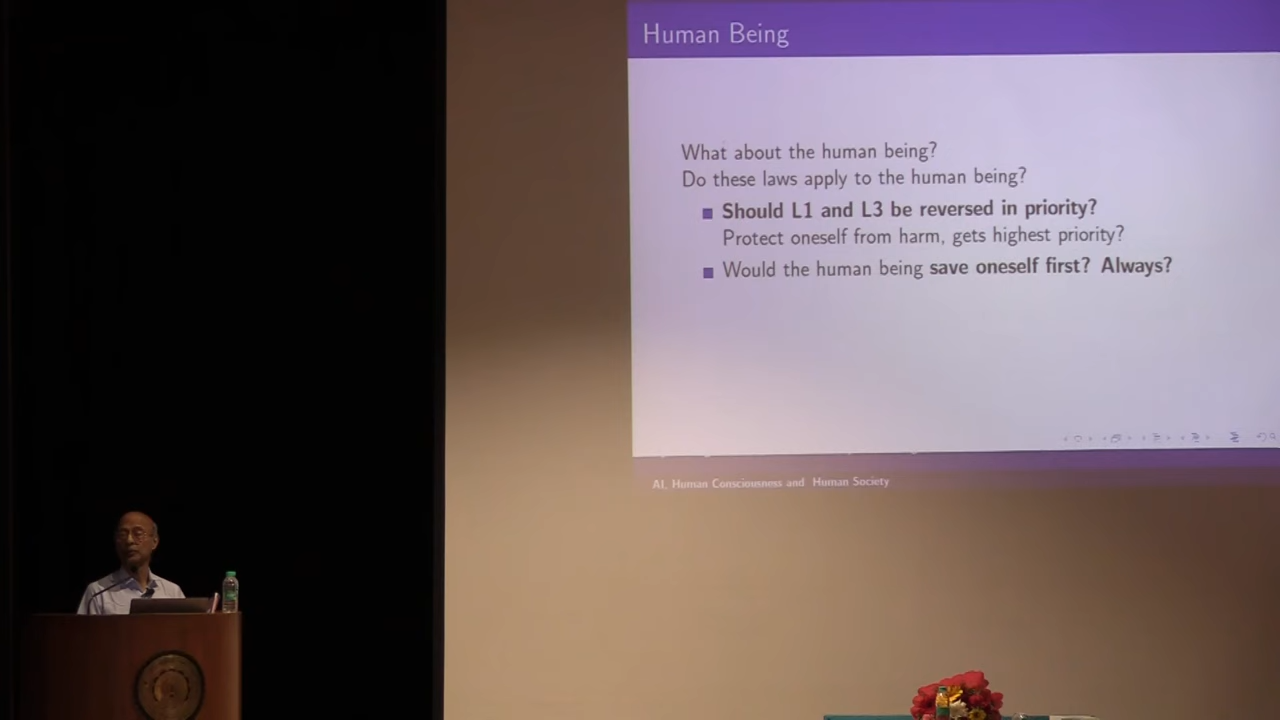 Human Being
What about the human being?
Do these laws apply to the human being?
Should L1 and L3 be reversed in priority?
Protect oneself from harm, gets highest priority?
Would the human being save oneself first? Always?
AI, Human Consciousness and Human Society